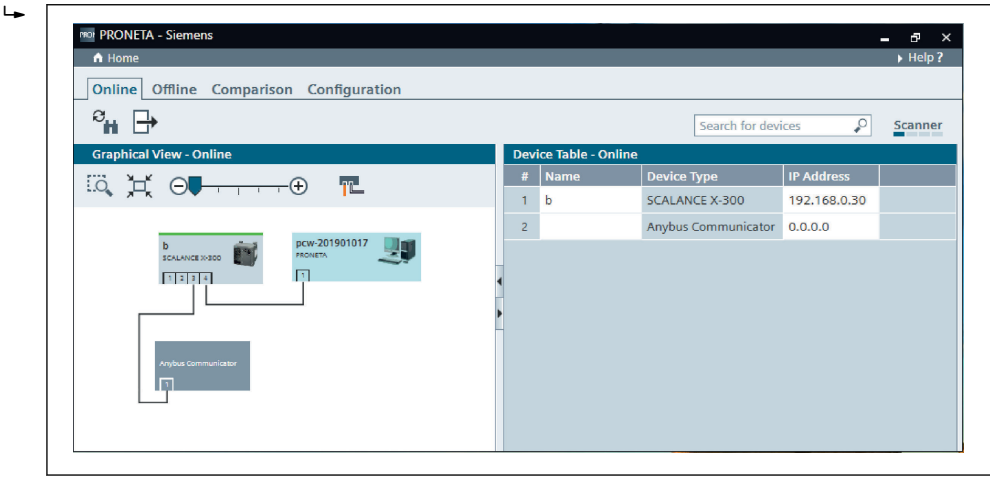 PRONETA - Siemens
Home
Help ?
Online Offline Comparison Configuration
Search for devices
Scanner
Graphical View - Online
b
SCALANCE X-300
1 2 3 4
pcw-201901017
PRONETA
1
Anybus Communicator
1
Device Table - Online
# Name Device Type IP Address
1 b SCALANCE X-300 192.168.0.30
2 Anybus Communicator 0.0.0.0